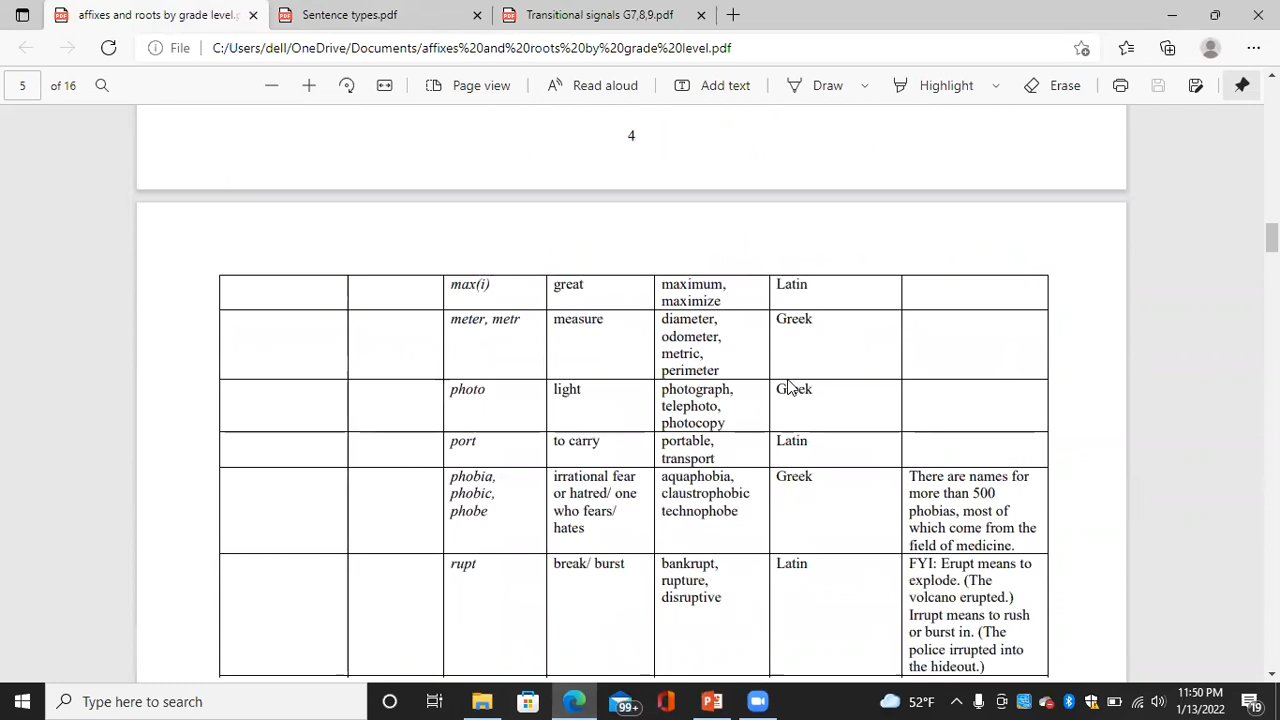 affixes and roots by grade level.p
Sentence types.pdf
Transitional signals G7,8,9.pdf
File
C:/Users/dell/OneDrive/Documents/affixes%20and%20roots%20by%20grade%20level.pdf
5
of 16
Page view
Read aloud
Add text
Draw
Highlight
Erase
4
max(i)
great
maximum,
maximize
Latin
meter, metr
measure
diameter,
odometer,
metric,
perimeter
Greek
photo
light
photograph,
telephoto,
photocopy
Greek
port
to carry
portable,
transport
Latin
phobia,
phobic,
phobe
irrational fear
or hatred/ one
who fears/
hates
aquaphobia,
claustrophobic
technophobe
Greek
There are names for
more than 500
phobias, most of
which come from the
field of medicine.
rupt
break/ burst
bankrupt,
rupture,
disruptive
Latin
FYI: Erupt means to
explode. (The
volcano erupted.)
Irrupt means to rush
or burst in. (The
police irrupted into
the hideout.)
Type here to search
99+
52°F
11:50 PM
1/13/2022
19